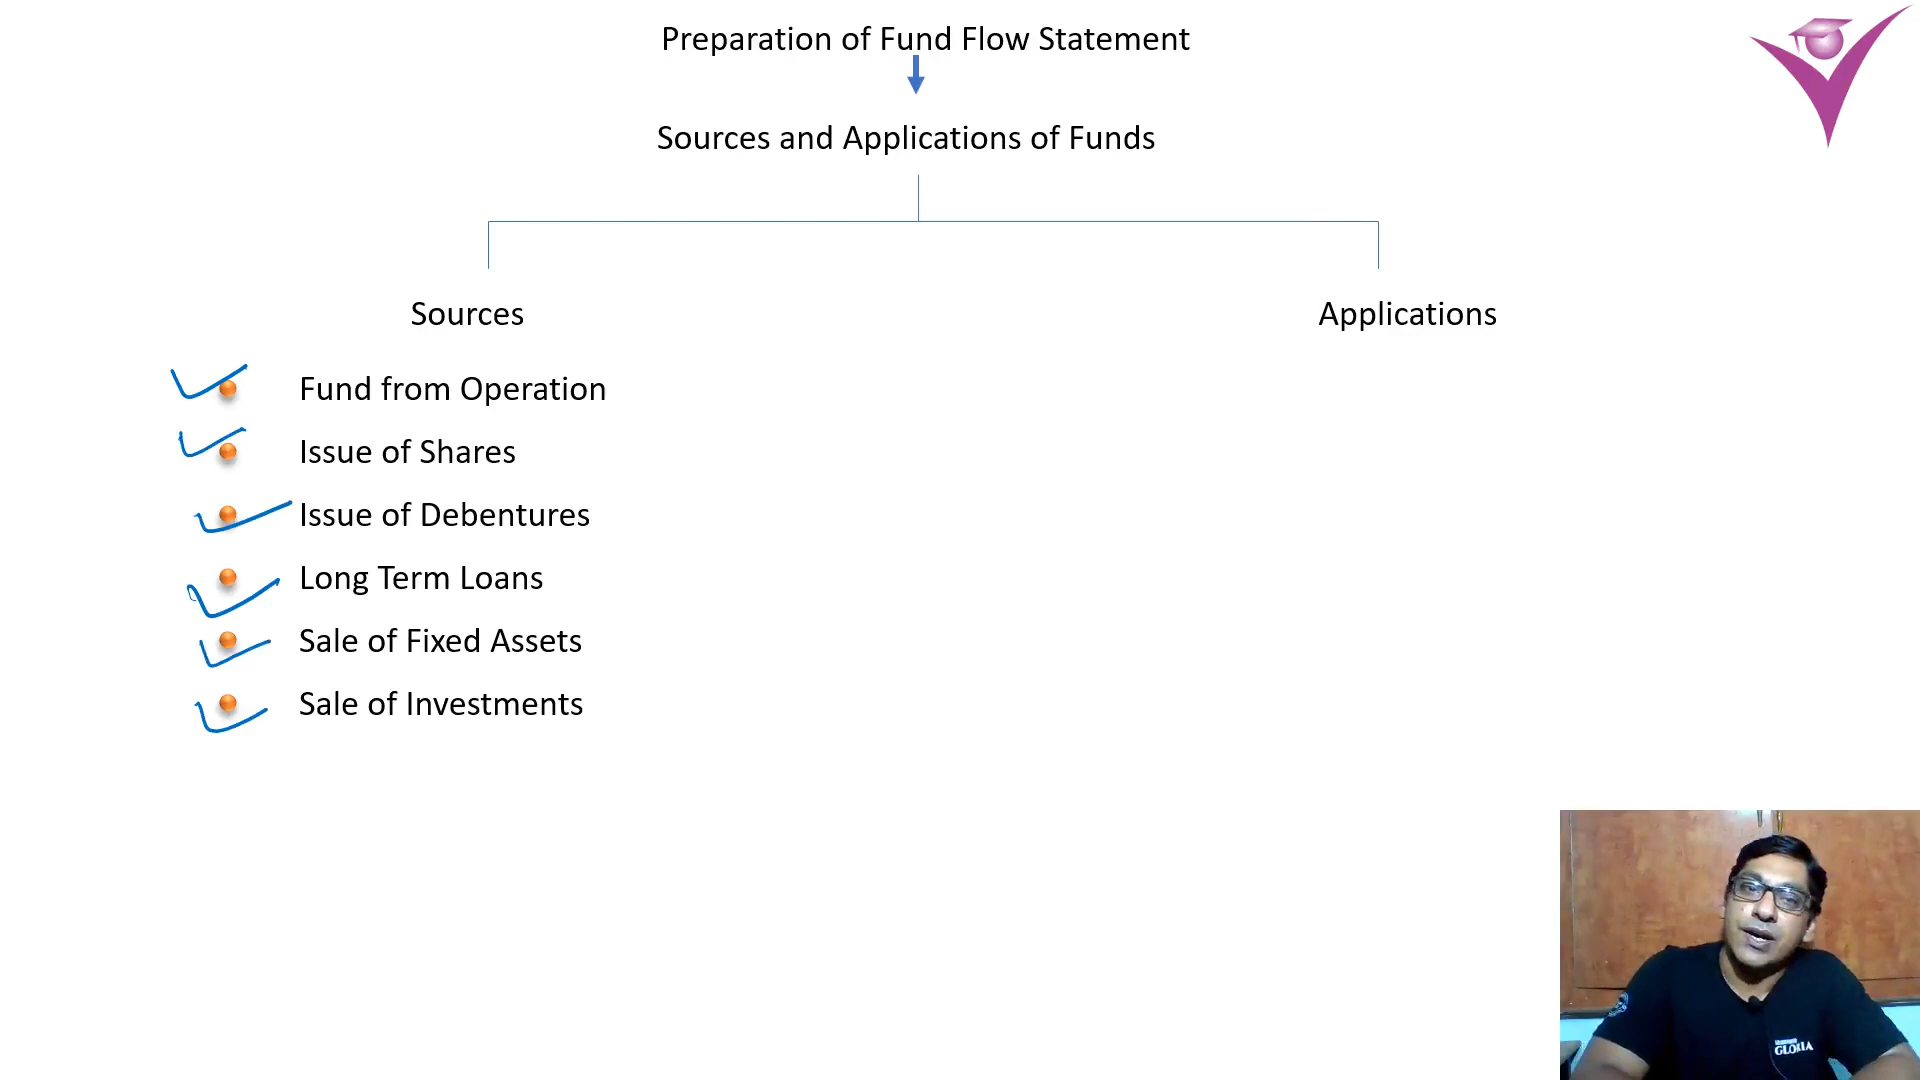 Preparation of Fund Flow Statement
Sources and Applications of Funds
Sources
Applications
Fund from Operation
Issue of Shares
Issue of Debentures
Long Term Loans
Sale of Fixed Assets
Sale of Investments
GLORIA